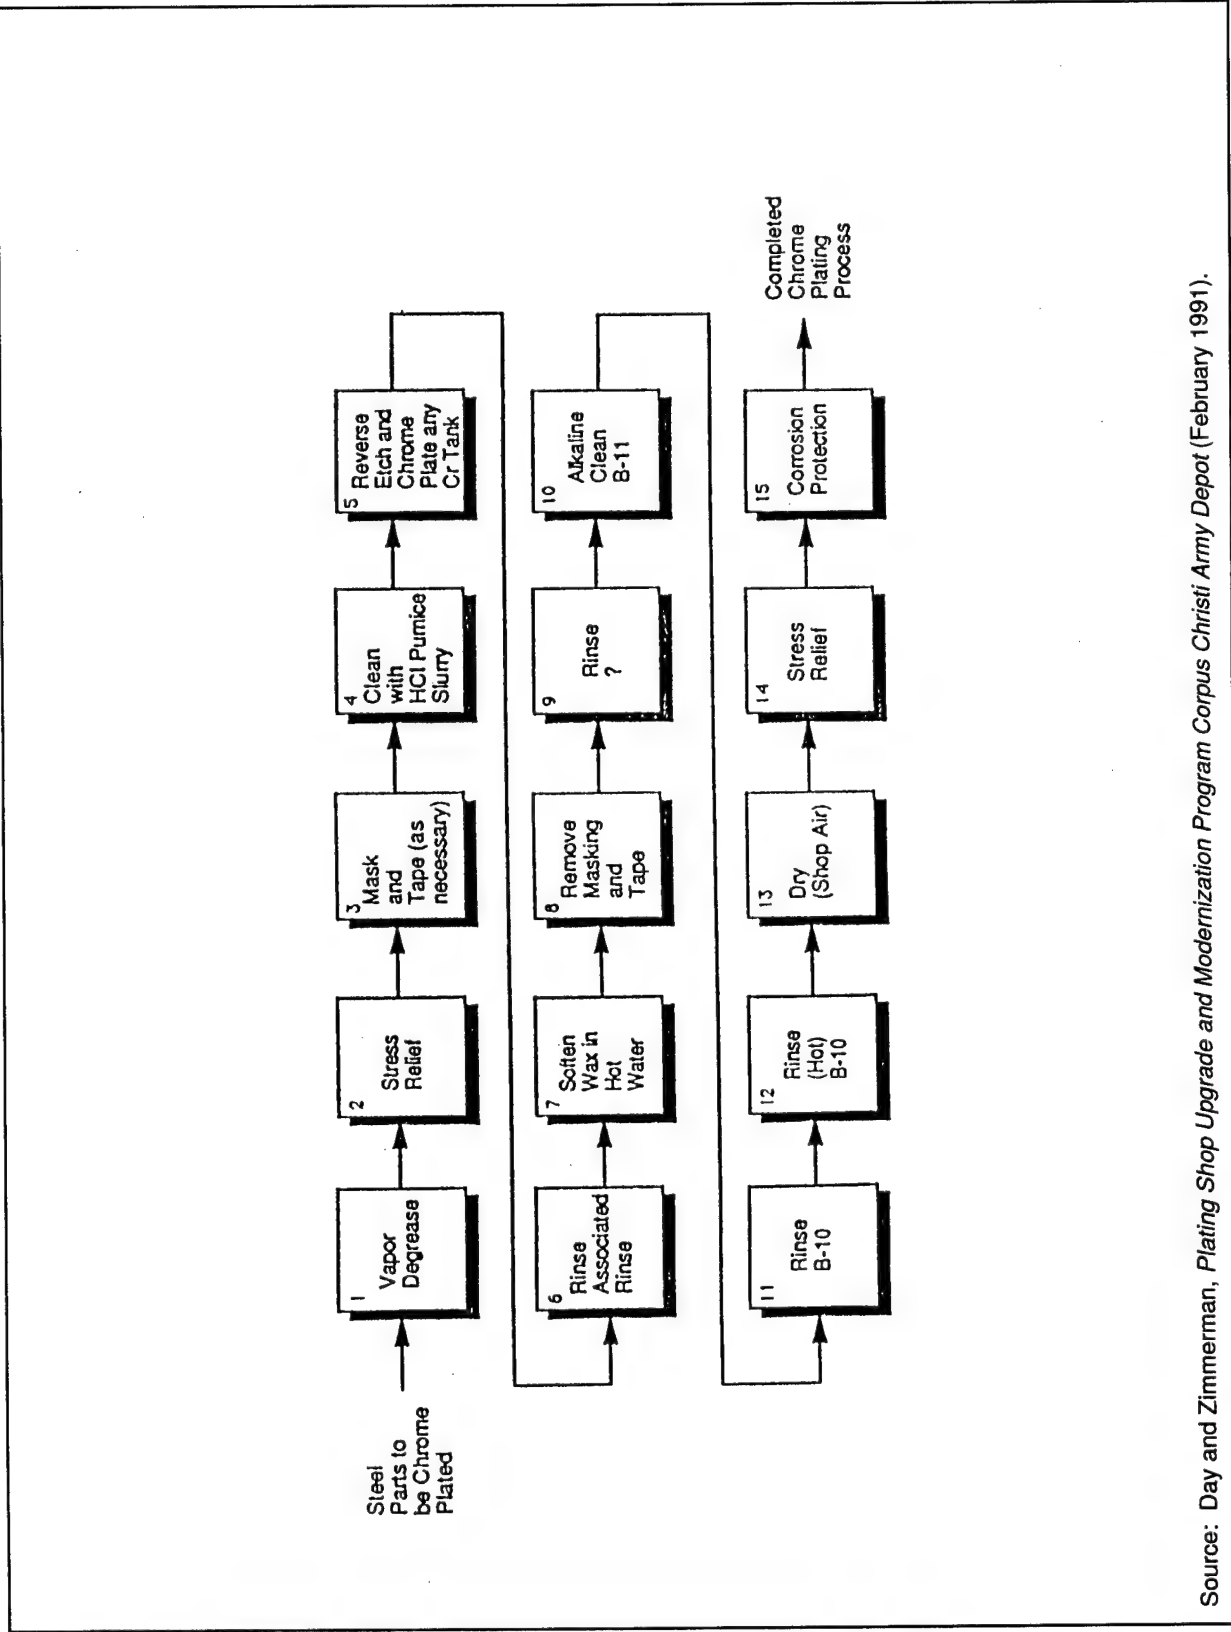 Steel
Parts to
be Chrome
Plated
1
Vapor
Degrease
2
Stress
Relief
3
Mask
and
Tape (as
necessary)
4
Clean
with
HCl Pumice
Slurry
5 Reverse
Etch and
Chrome
Plate any
Cr Tank
6
Rinse
Associated
Rinse
7 Soften
Wax in
Hot
Water
8 Remove
Masking
and
Tape
9
Rinse
?
10
Alkaline
Clean
B-11
11
Rinse
B-10
12
Rinse
(Hot)
B-10
13
Dry
(Shop Air)
14
Stress
Relief
15
Corrosion
Protection
Completed
Chrome
Plating
Process
Source: Day and Zimmerman, Plating Shop Upgrade and Modernization Program Corpus Christi Army Depot (February 1991).